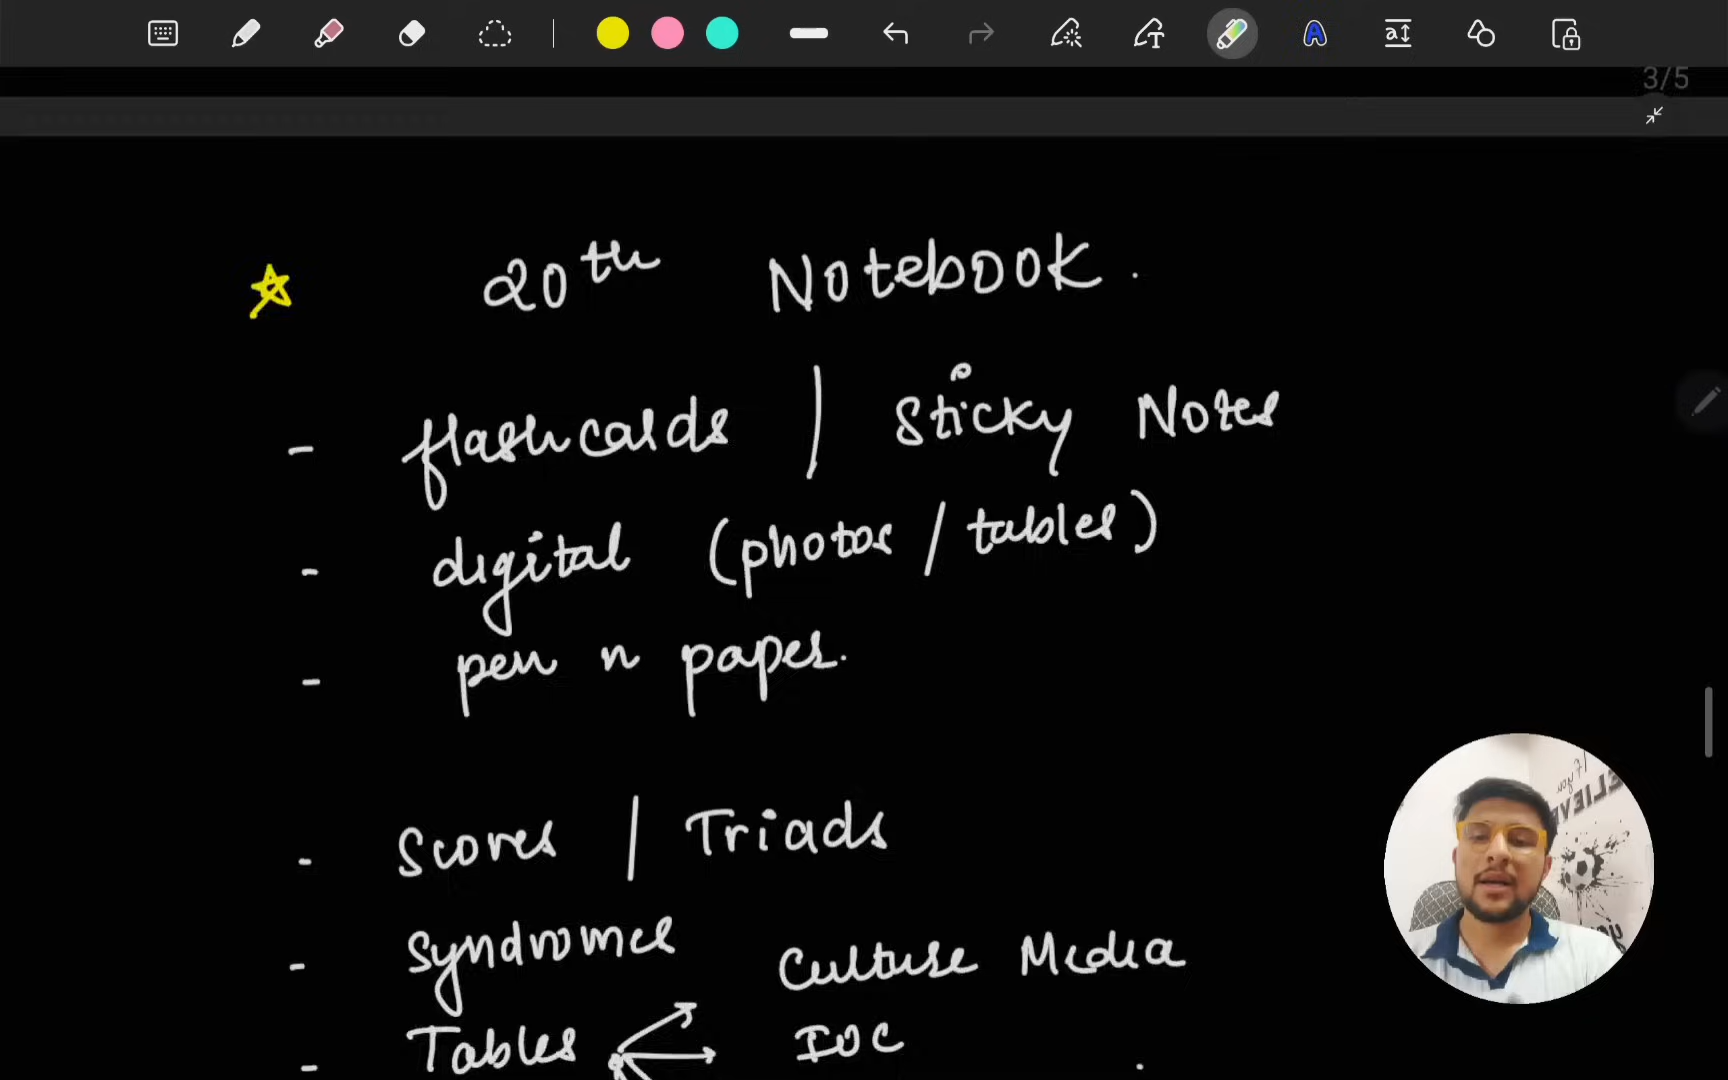 3/5
20th Notebook.
- flashcards | Sticky Notes
- digital (photos / tables)
- pen n paper.
- Scores | Triads
- Syndromes
Culture Media
- Tables
IOC